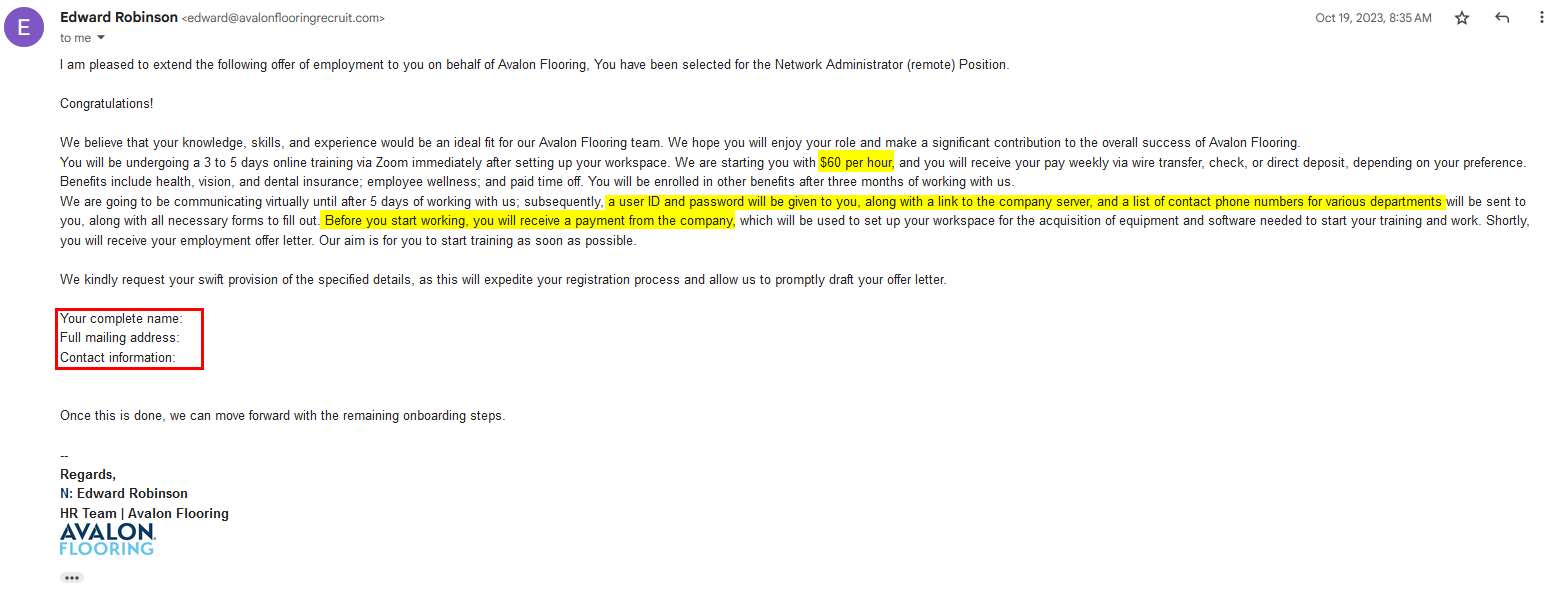 E
Edward Robinson <edward@avalonflooringrecruit.com>
Oct 19, 2023, 8:35 AM
to me
I am pleased to extend the following offer of employment to you on behalf of Avalon Flooring, You have been selected for the Network Administrator (remote) Position.
Congratulations!
We believe that your knowledge, skills, and experience would be an ideal fit for our Avalon Flooring team. We hope you will enjoy your role and make a significant contribution to the overall success of Avalon Flooring.
You will be undergoing a 3 to 5 days online training via Zoom immediately after setting up your workspace. We are starting you with $60 per hour, and you will receive your pay weekly via wire transfer, check, or direct deposit, depending on your preference.
Benefits include health, vision, and dental insurance; employee wellness; and paid time off. You will be enrolled in other benefits after three months of working with us.
We are going to be communicating virtually until after 5 days of working with us; subsequently, a user ID and password will be given to you, along with a link to the company server, and a list of contact phone numbers for various departments will be sent to
you, along with all necessary forms to fill out. Before you start working, you will receive a payment from the company, which will be used to set up your workspace for the acquisition of equipment and software needed to start your training and work. Shortly,
you will receive your employment offer letter. Our aim is for you to start training as soon as possible.
We kindly request your swift provision of the specified details, as this will expedite your registration process and allow us to promptly draft your offer letter.
Your complete name:
Full mailing address:
Contact information:
Once this is done, we can move forward with the remaining onboarding steps.
--
Regards,
N: Edward Robinson
HR Team | Avalon Flooring
AVALON.
FLOORING